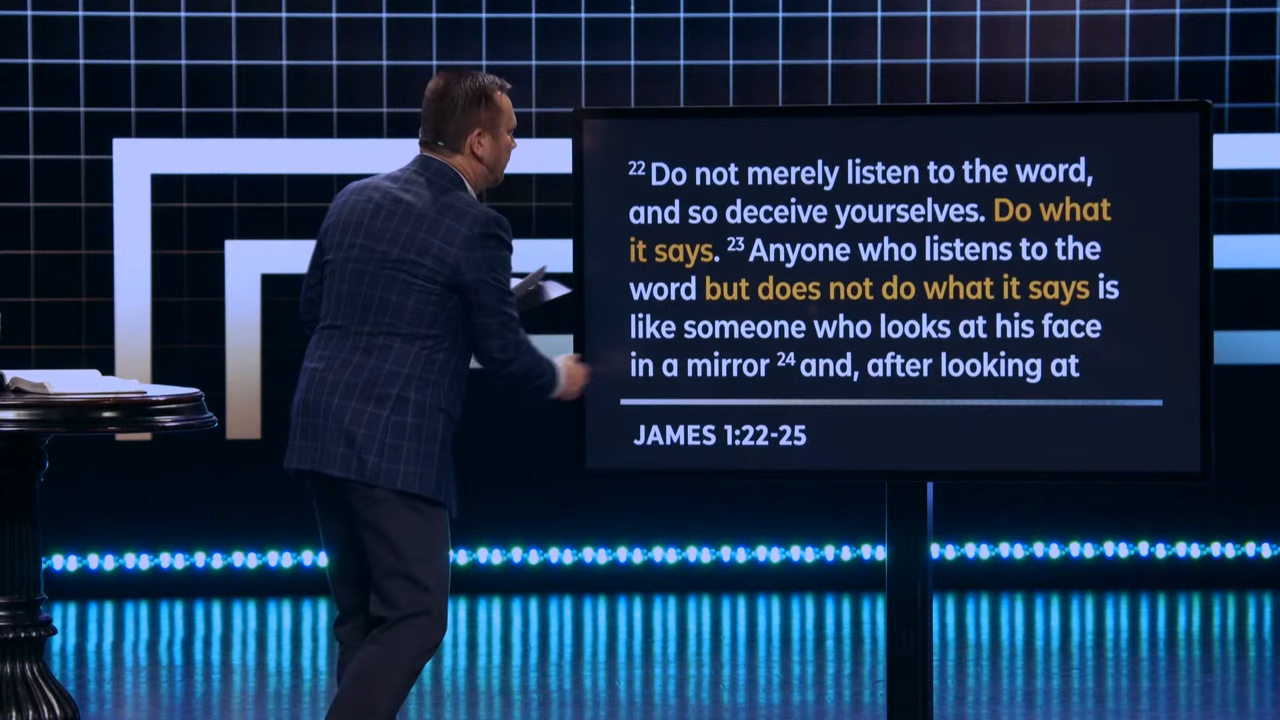 22 Do not merely listen to the word,
and so deceive yourselves. Do what
it says. 23 Anyone who listens to the
word but does not do what it says is
like someone who looks at his face
in a mirror 24 and, after looking at
JAMES 1:22-25